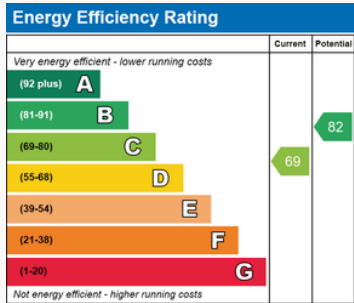 Energy Efficiency Rating
Current Potential
Very energy efficient - lower running costs
(92 plus) A
(81-91) B
82
(69-80) C
69
(55-68) D
(39-54) E
(21-38) F
(1-20) G
Not energy efficient - higher running costs